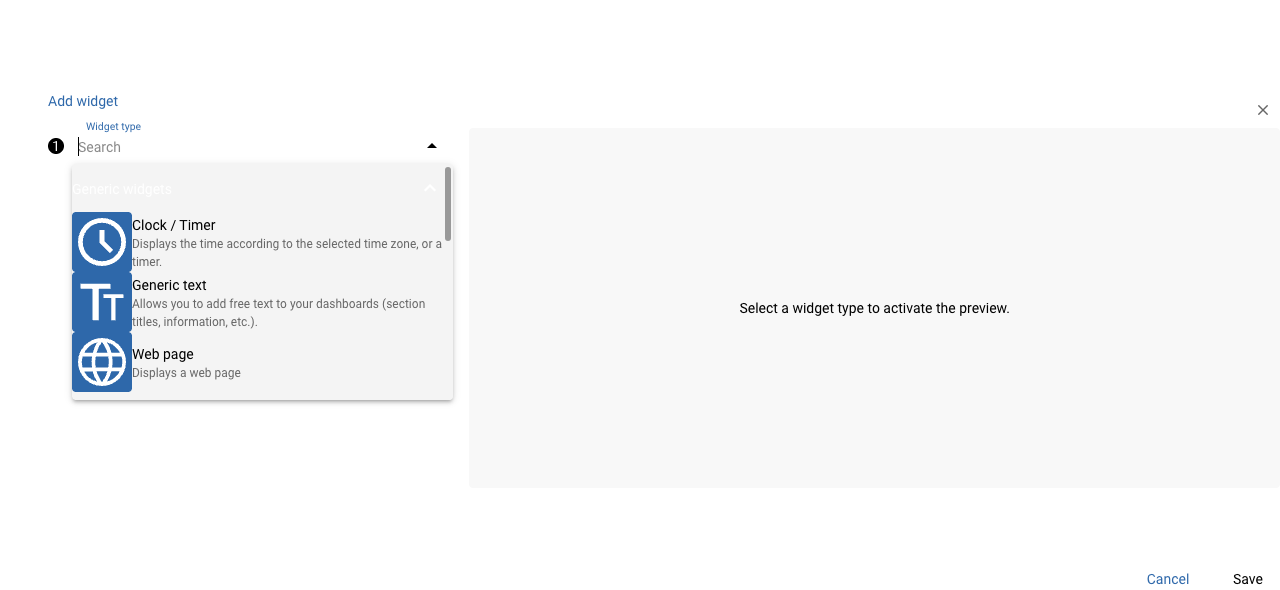 Add widget
Widget type
1
Search
Generic widgets
Clock / Timer
Displays the time according to the selected time zone, or a
timer.
Generic text
Allows you to add free text to your dashboards (section
titles, information, etc.).
Web page
Displays a web page
Select a widget type to activate the preview.
Cancel
Save